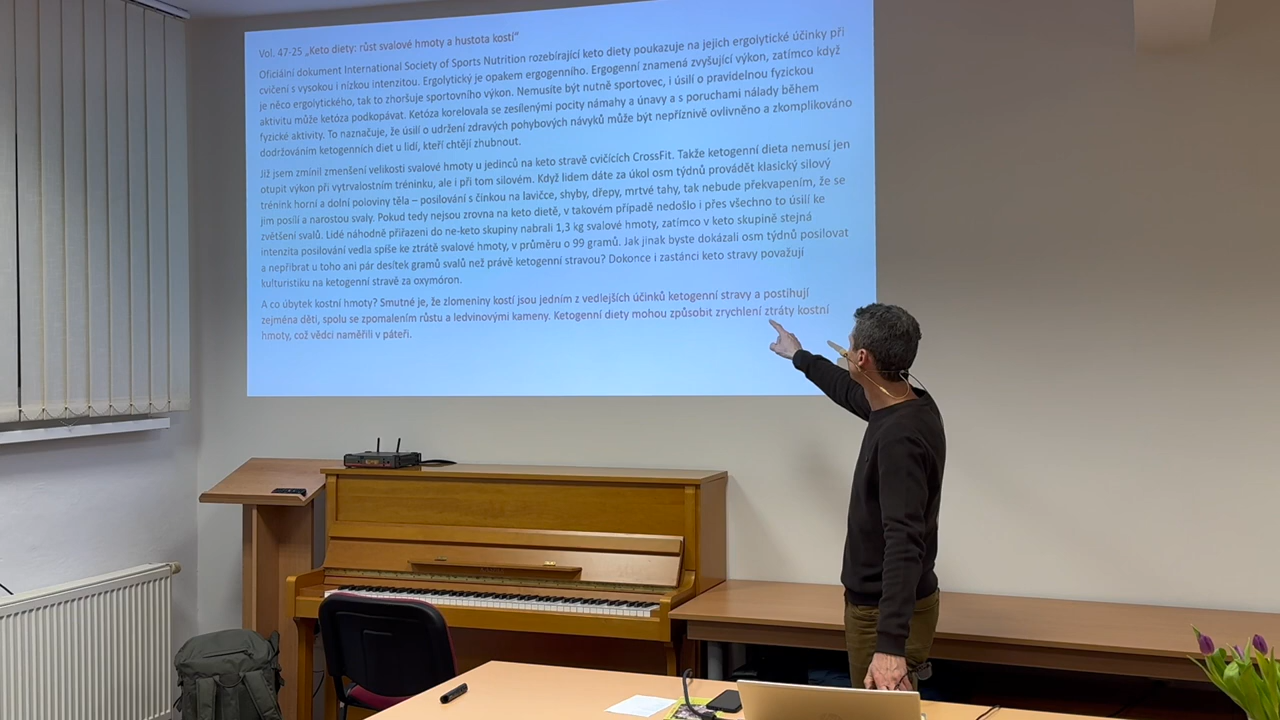 Vol. 47-25 „Keto diety: růst svalové hmoty a hustota kostí“
Oficiální dokument International Society of Sports Nutrition rozebírající keto diety poukazuje na jejich ergolytické účinky při
cvičení s vysokou i nízkou intenzitou. Ergolytický je opakem ergogenního. Ergogenní znamená zvyšující výkon, zatímco když
je něco ergolytického, tak to zhoršuje sportovního výkon. Nemusíte být nutně sportovec, i úsilí o pravidelnou fyzickou
aktivitu může ketóza podkopávat. Ketóza korelovala se zesílenými pocity námahy a únavy a s poruchami nálady během
fyzické aktivity. To naznačuje, že úsilí o udržení zdravých pohybových návyků může být nepříznivě ovlivněno a zkomplikováno
dodržováním ketogenních diet u lidí, kteří chtějí zhubnout.
Již jsem zmínil zmenšení velikosti svalové hmoty u jedinců na keto stravě cvičících CrossFit. Takže ketogenní dieta nemusí jen
otupit výkon při vytrvalostním tréninku, ale i při tom silovém. Když lidem dáte za úkol osm týdnů provádět klasický silový
trénink horní a dolní poloviny těla – posilování s činkou na lavičce, shyby, dřepy, mrtvé tahy, tak nebude překvapením, že se
jim posílí a narostou svaly. Pokud tedy nejsou zrovna na keto dietě, v takovém případě nedošlo i přes všechno to úsilí ke
zvětšení svalů. Lidé náhodně přiřazeni do ne-keto skupiny nabrali 1,3 kg svalové hmoty, zatímco v keto skupině stejná
intenzita posilování vedla spíše ke ztrátě svalové hmoty, v průměru o 99 gramů. Jak jinak byste dokázali osm týdnů posilovat
a nepřibrat u toho ani pár desítek gramů svalů než právě ketogenní stravou? Dokonce i zastánci keto stravy považují
kulturistiku na ketogenní stravě za oxymóron.
A co úbytek kostní hmoty? Smutné je, že zlomeniny kostí jsou jedním z vedlejších účinků ketogenní stravy a postihují
zejména děti, spolu se zpomalením růstu a ledvinovými kameny. Ketogenní diety mohou způsobit zrychlení ztráty kostní
hmoty, což vědci naměřili v páteři.